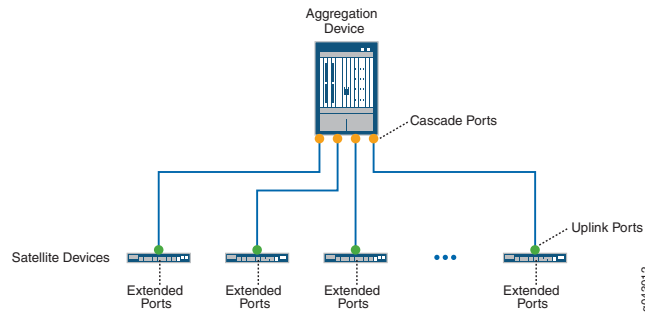 Aggregation
Device
Cascade Ports
Uplink Ports
Satellite Devices
Extended
Ports
Extended
Ports
Extended
Ports
Extended
Ports